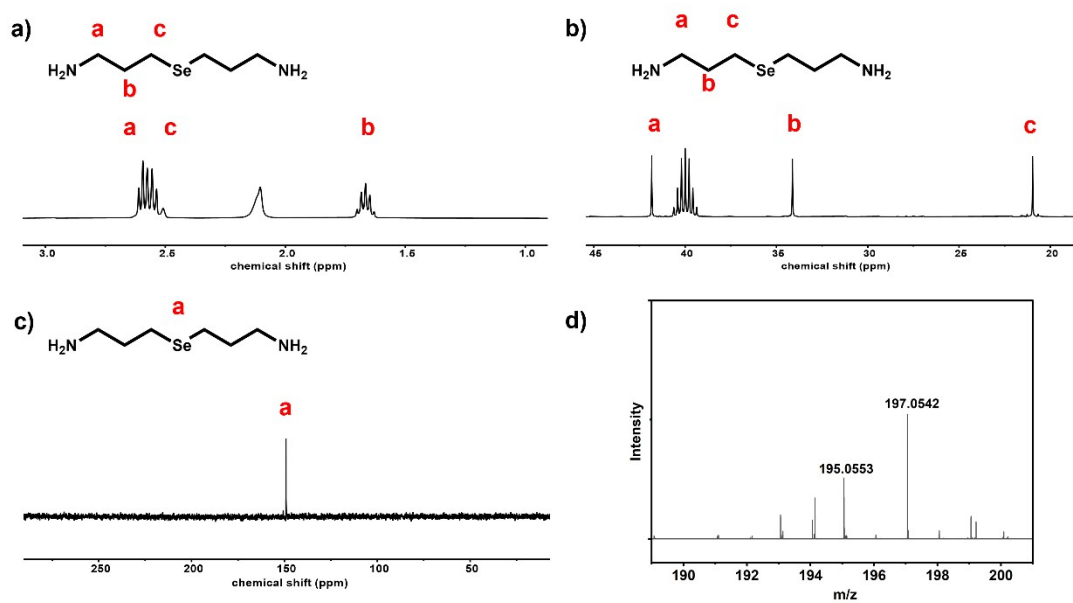 a)
a
c
H₂N
Se
NH₂
b
a
c
b
3.0
2.5
2.0
1.5
1.0
chemical shift (ppm)
b)
a
c
H₂N
Se
NH₂
b
a
b
c
46
40
35
30
25
20
chemical shift (ppm)
c)
a
H₂N
Se
NH₂
a
250
200
150
100
50
chemical shift (ppm)
d)
197.0542
195.0553
Intensity
190
192
194
196
198
200
m/z